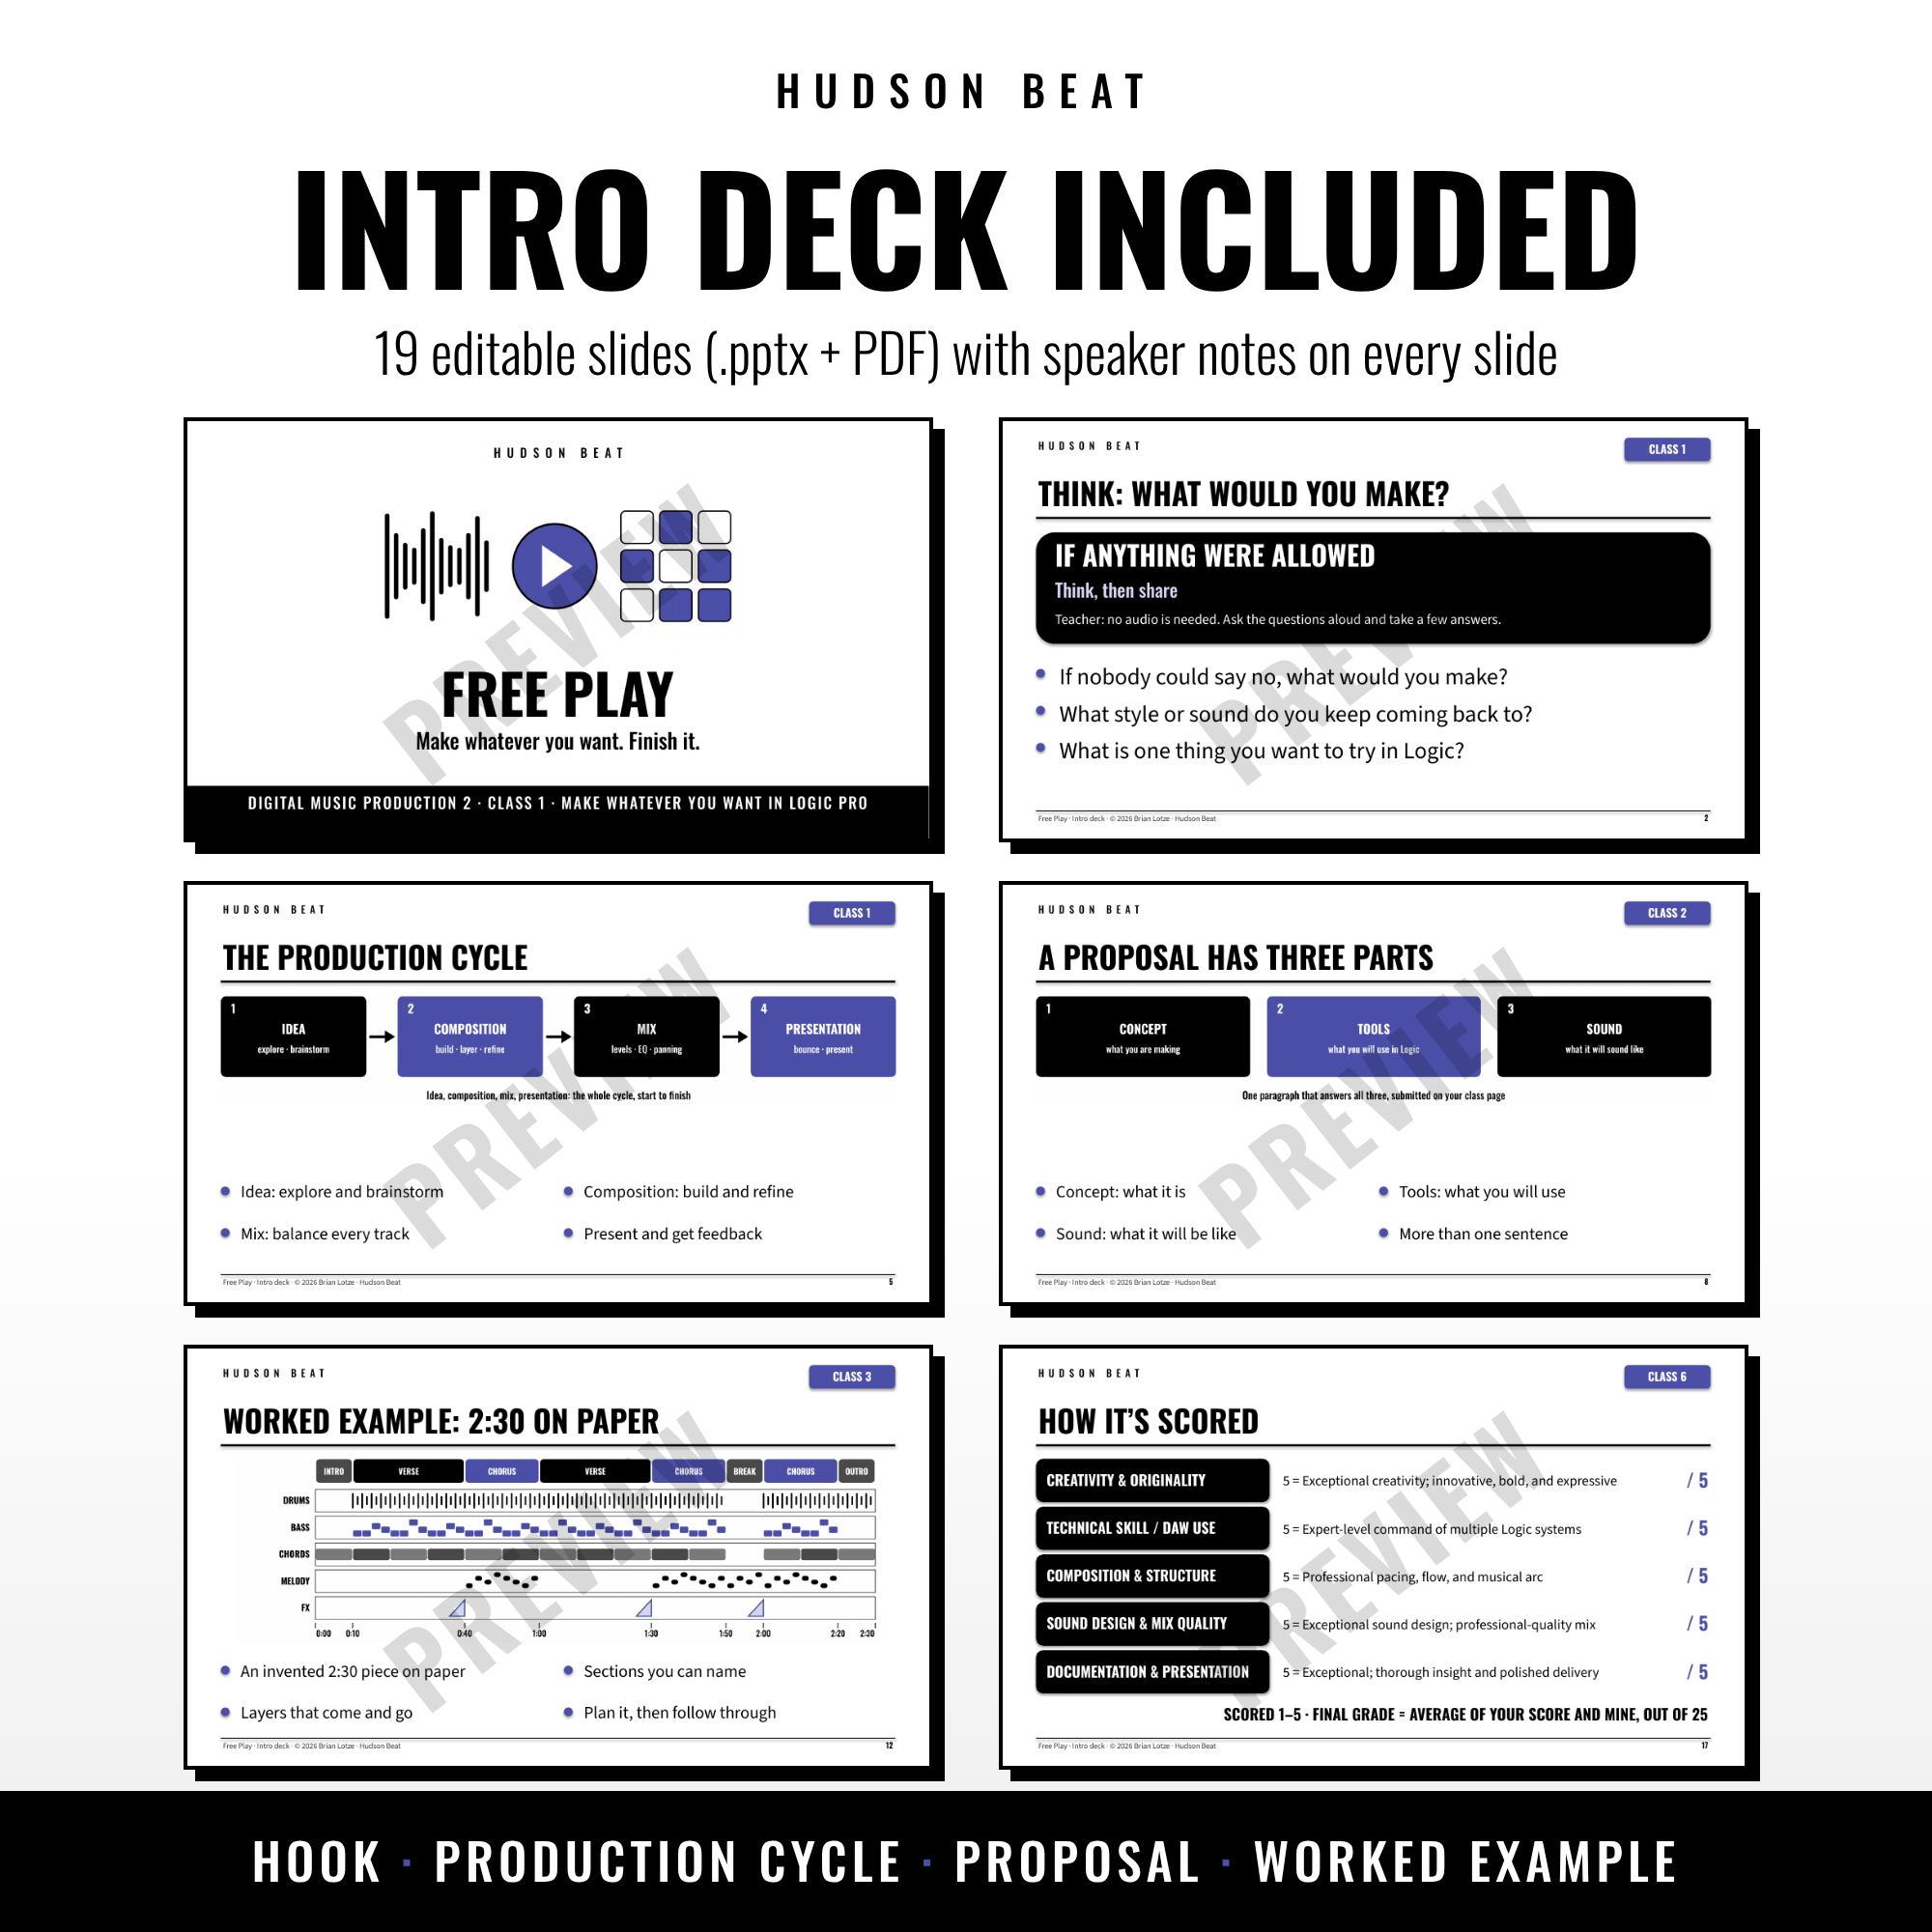 HUDSON BEAT
INTRO DECK INCLUDED
19 editable slides (.pptx + PDF) with speaker notes on every slide
HUDSON BEAT
FREE PLAY
Make whatever you want. Finish it.
DIGITAL MUSIC PRODUCTION 2 · CLASS 1 · MAKE WHATEVER YOU WANT IN LOGIC PRO
PREVIEW
HUDSON BEAT
CLASS 1
THINK: WHAT WOULD YOU MAKE?
IF ANYTHING WERE ALLOWED
Think, then share
Teacher: no audio is needed. Ask the questions aloud and take a few answers.
• If nobody could say no, what would you make?
• What style or sound do you keep coming back to?
• What is one thing you want to try in Logic?
Free Play · Intro deck · © 2026 Brian Lotze · Hudson Beat
2
PREVIEW
HUDSON BEAT
CLASS 1
THE PRODUCTION CYCLE
1
IDEA
explore · brainstorm
2
COMPOSITION
build · layer · refine
3
MIX
levels · EQ · panning
4
PRESENTATION
bounce · present
Idea, composition, mix, presentation: the whole cycle, start to finish
• Idea: explore and brainstorm
• Composition: build and refine
• Mix: balance every track
• Present and get feedback
Free Play · Intro deck · © 2026 Brian Lotze · Hudson Beat
5
PREVIEW
HUDSON BEAT
CLASS 2
A PROPOSAL HAS THREE PARTS
1
CONCEPT
what you are making
2
TOOLS
what you will use in Logic
3
SOUND
what it will sound like
One paragraph that answers all three, submitted on your class page
• Concept: what it is
• Tools: what you will use
• Sound: what it will be like
• More than one sentence
Free Play · Intro deck · © 2026 Brian Lotze · Hudson Beat
8
PREVIEW
HUDSON BEAT
CLASS 3
WORKED EXAMPLE: 2:30 ON PAPER
INTRO VERSE CHORUS VERSE CHORUS BREAK CHORUS OUTRO
DRUMS
BASS
CHORDS
MELODY
FX
0:00 0:10 0:40 1:00 1:30 1:50 2:00 2:20 2:30
• An invented 2:30 piece on paper
• Sections you can name
• Layers that come and go
• Plan it, then follow through
Free Play · Intro deck · © 2026 Brian Lotze · Hudson Beat
12
PREVIEW
HUDSON BEAT
CLASS 6
HOW IT’S SCORED
CREATIVITY & ORIGINALITY 5 = Exceptional creativity; innovative, bold, and expressive / 5
TECHNICAL SKILL / DAW USE 5 = Expert-level command of multiple Logic systems / 5
COMPOSITION & STRUCTURE 5 = Professional pacing, flow, and musical arc / 5
SOUND DESIGN & MIX QUALITY 5 = Exceptional sound design; professional-quality mix / 5
DOCUMENTATION & PRESENTATION 5 = Exceptional; thorough insight and polished delivery / 5
SCORED 1–5 · FINAL GRADE = AVERAGE OF YOUR SCORE AND MINE, OUT OF 25
Free Play · Intro deck · © 2026 Brian Lotze · Hudson Beat
17
PREVIEW
HOOK · PRODUCTION CYCLE · PROPOSAL · WORKED EXAMPLE